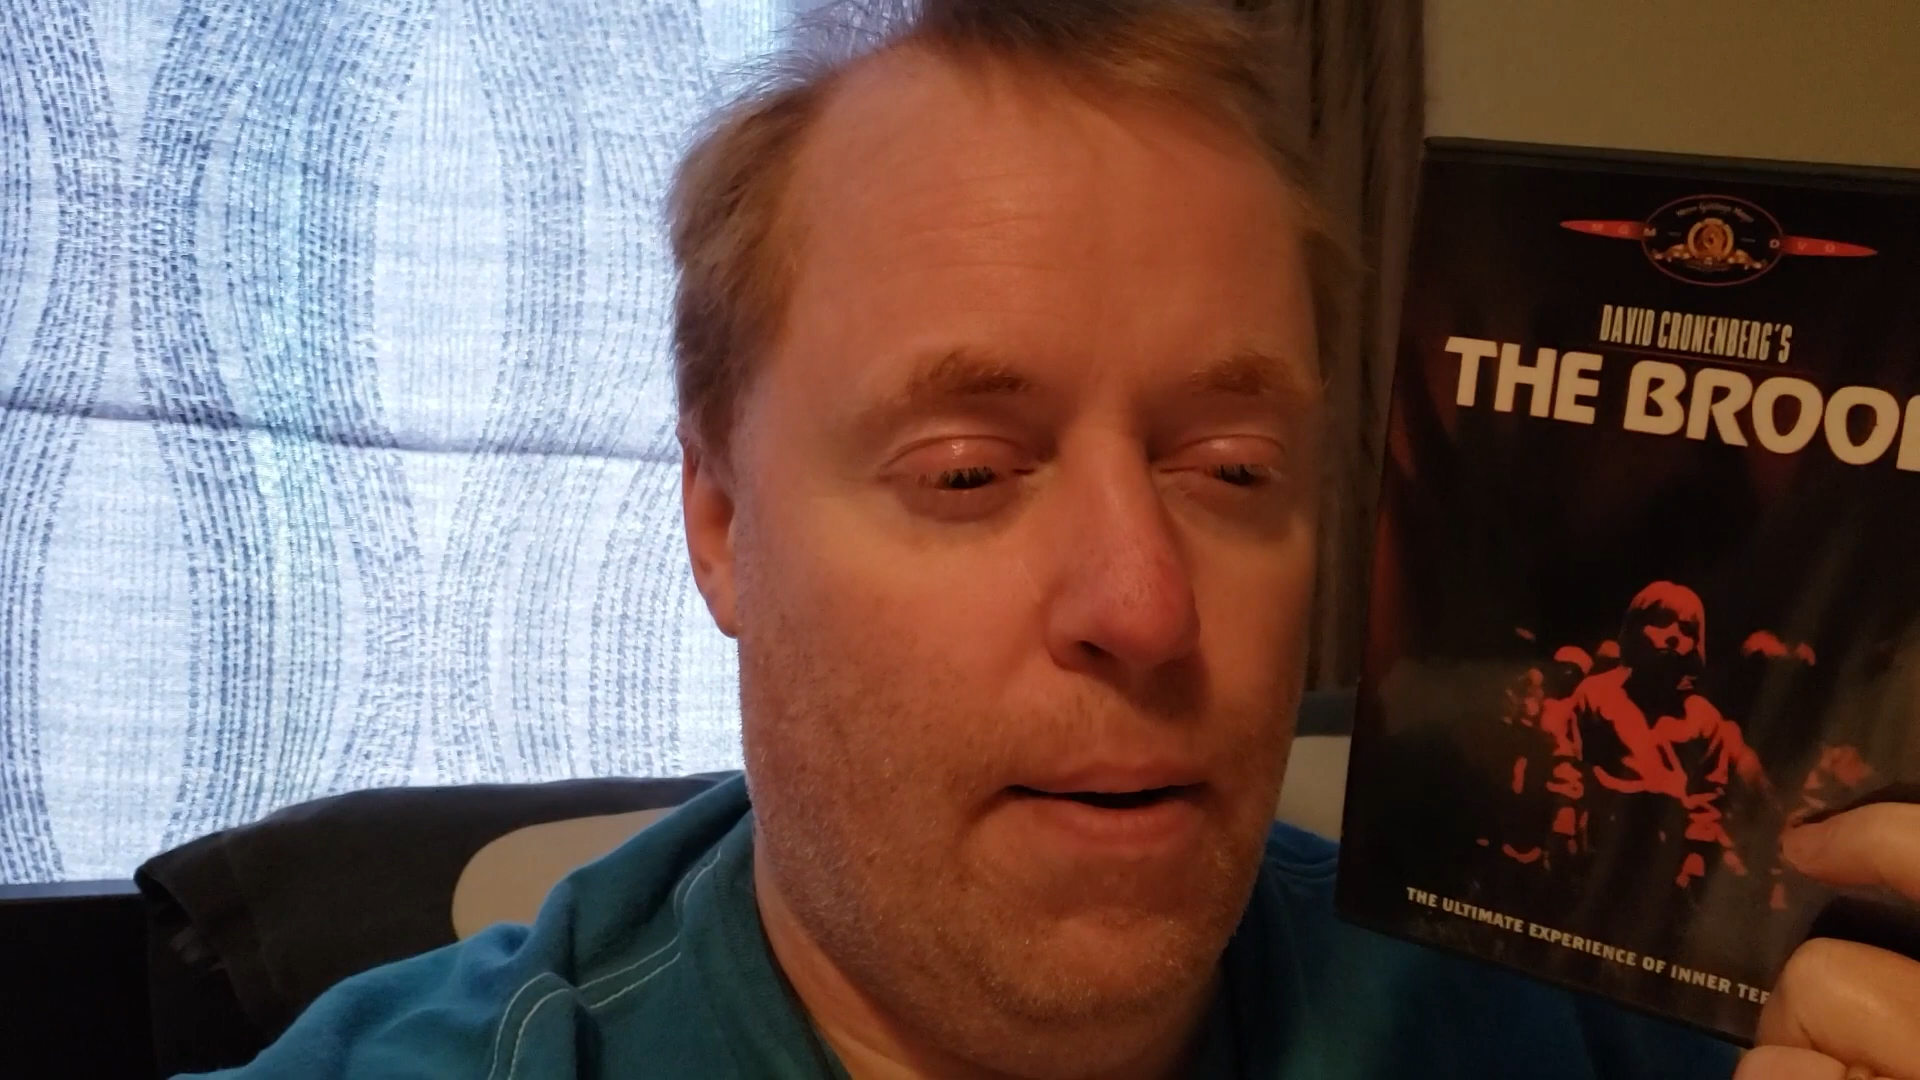 M G M D V D
DAVID CRONENBERG'S
THE BROO
THE ULTIMATE EXPERIENCE OF INNER TE